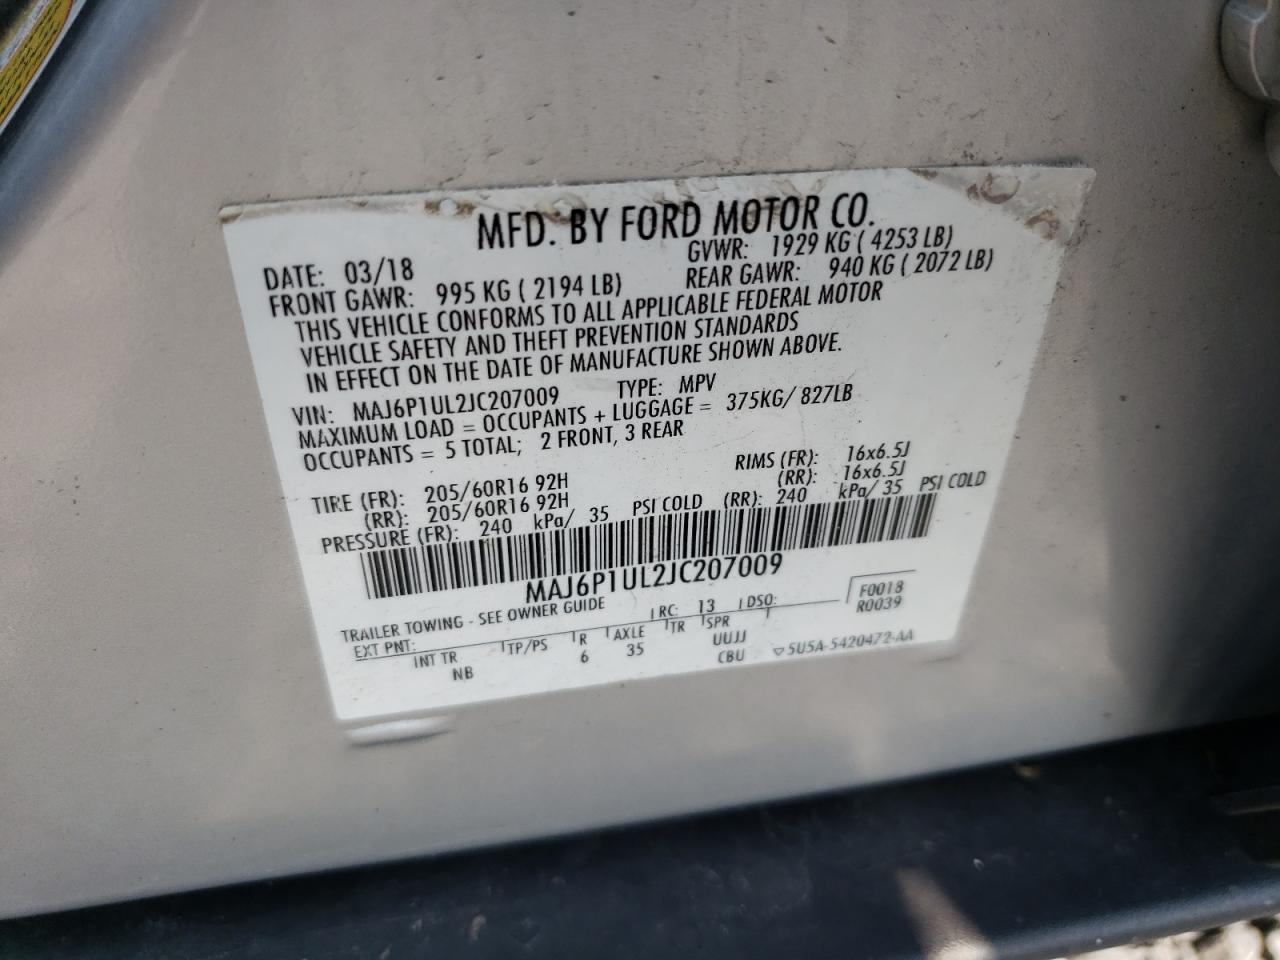 MFD. BY FORD MOTOR CO.
DATE: 03/18 GVWR: 1929 KG ( 4253 LB)
FRONT GAWR: 995 KG ( 2194 LB) REAR GAWR: 940 KG ( 2072 LB)
THIS VEHICLE CONFORMS TO ALL APPLICABLE FEDERAL MOTOR
VEHICLE SAFETY AND THEFT PREVENTION STANDARDS
IN EFFECT ON THE DATE OF MANUFACTURE SHOWN ABOVE.
VIN: MAJ6P1UL2JC207009 TYPE: MPV
MAXIMUM LOAD = OCCUPANTS + LUGGAGE = 375KG/ 827LB
OCCUPANTS = 5 TOTAL; 2 FRONT, 3 REAR
TIRE (FR): 205/60R16 92H RIMS (FR): 16x6.5J
(RR): 205/60R16 92H (RR): 16x6.5J
PRESSURE (FR): 240 kPa/ 35 PSI COLD (RR): 240 kPa/ 35 PSI COLD
MAJ6P1UL2JC207009
TRAILER TOWING - SEE OWNER GUIDE
F0018
R0039
EXT PNT: RC: 13 DSO:
INT TR TP/PS R AXLE TR SPR
NB 6 35 UUJJ
CBU 5U5A-5420472-AA